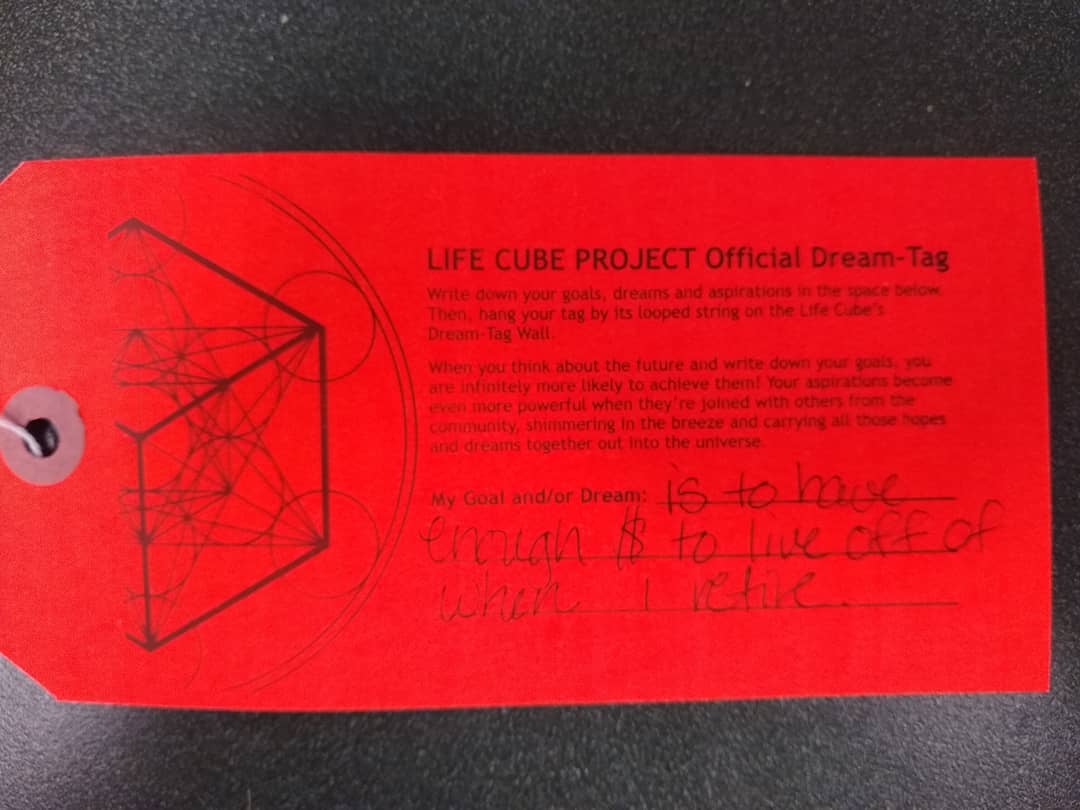 LIFE CUBE PROJECT Official Dream-Tag
Write down your goals, dreams and aspirations in the space below.
Then, hang your tag by its looped string on the Life Cube's
Dream-Tag Wall.
When you think about the future and write down your goals, you
are infinitely more likely to achieve them! Your aspirations become
even more powerful when they're joined with others from the
community, shimmering in the breeze and carrying all those hopes
and dreams together out into the universe.
My Goal and/or Dream: is to have
enough $ to live off of
when I retire.